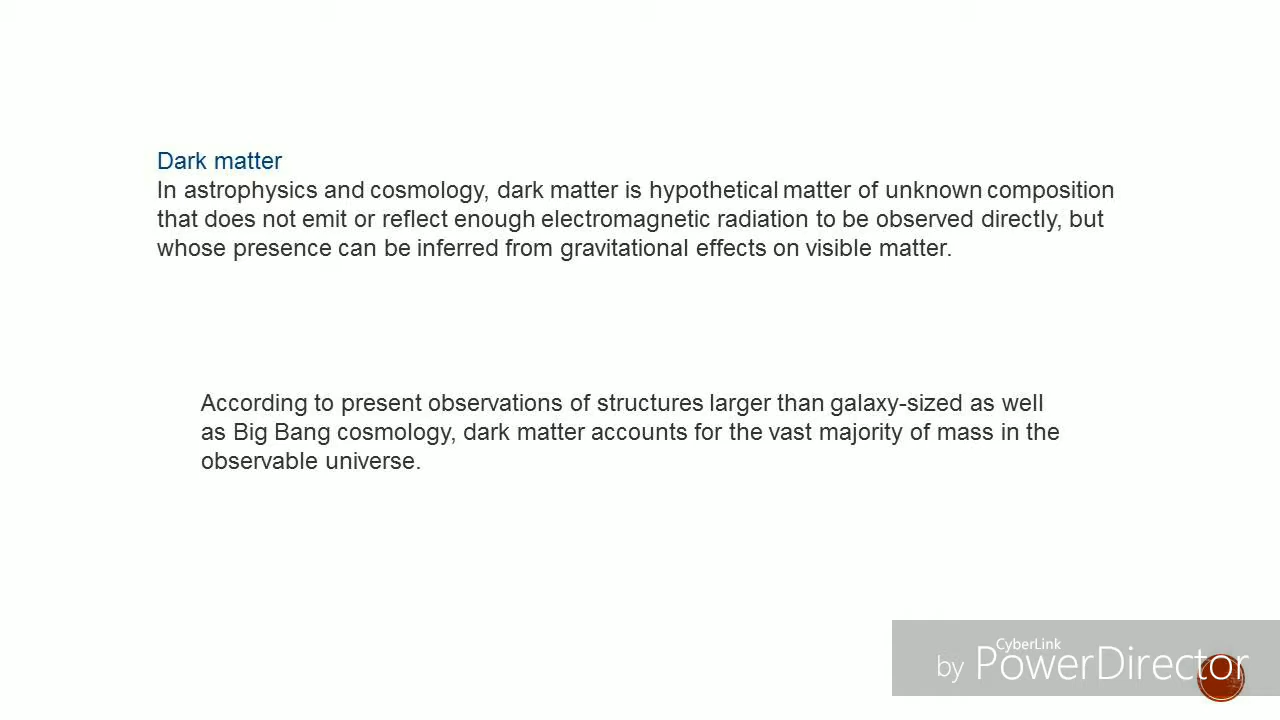 Dark matter
In astrophysics and cosmology, dark matter is hypothetical matter of unknown composition
that does not emit or reflect enough electromagnetic radiation to be observed directly, but
whose presence can be inferred from gravitational effects on visible matter.
According to present observations of structures larger than galaxy-sized as well
as Big Bang cosmology, dark matter accounts for the vast majority of mass in the
observable universe.
CyberLink
by PowerDirector